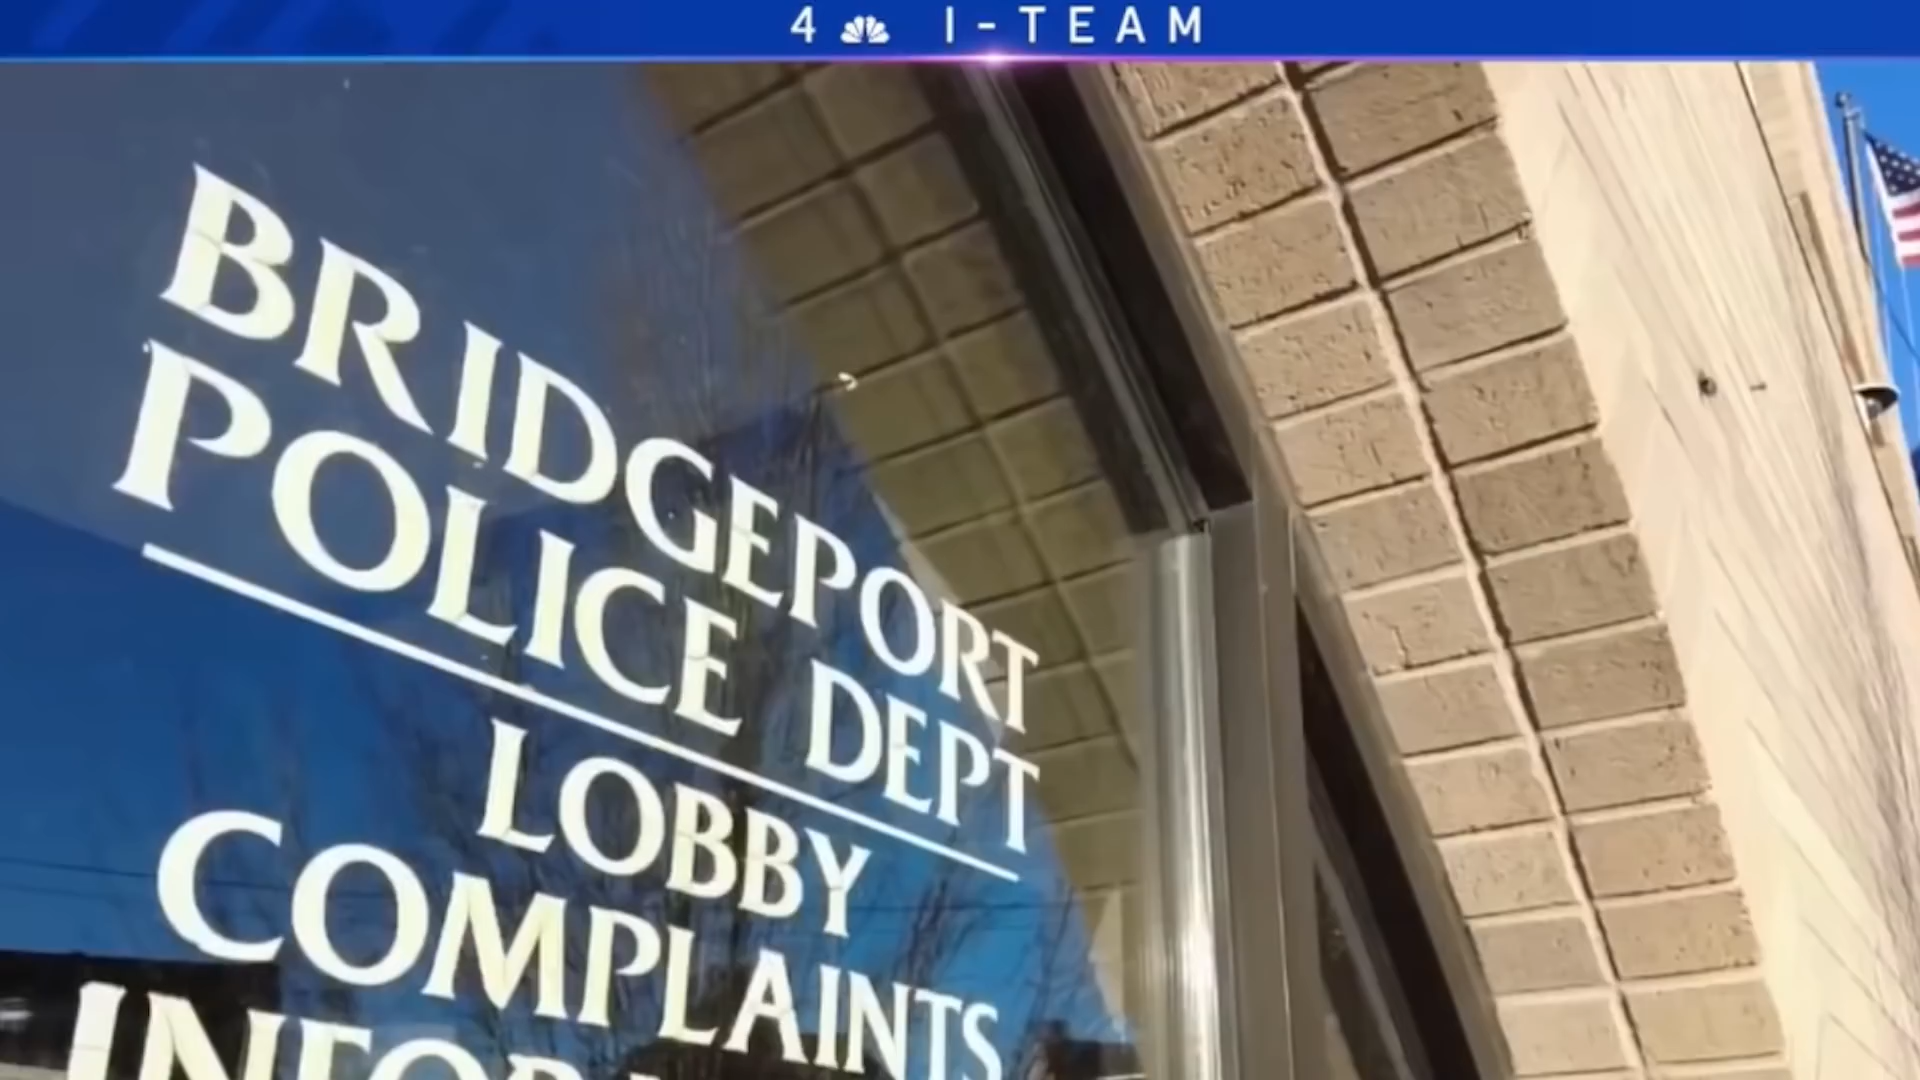 4 I-TEAM
BRIDGEPORT
POLICE DEPT
LOBBY
COMPLAINTS